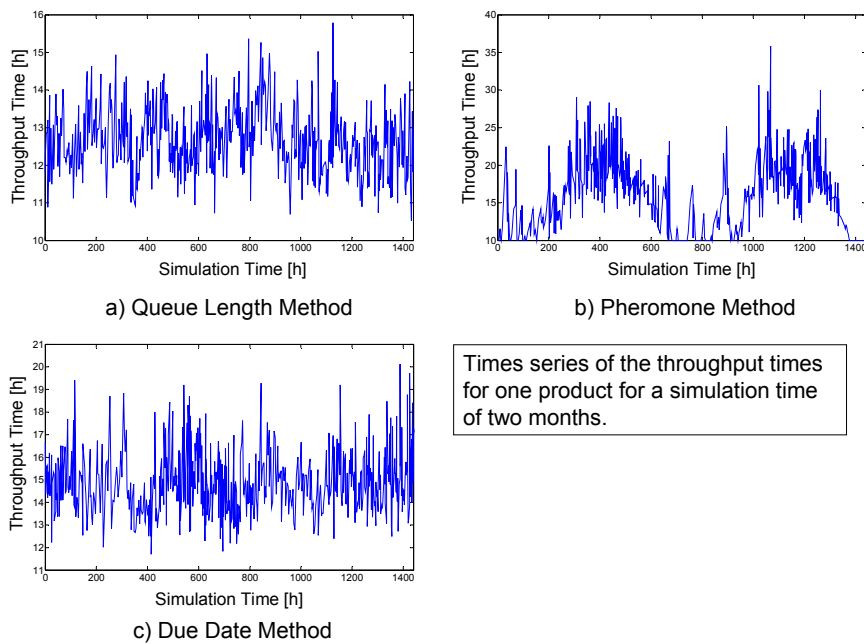 16
15
14
13
12
11
10
0 200 400 600 800 1000 1200 1400
Throughput Time [h]
Simulation Time [h]
a) Queue Length Method
40
35
30
25
20
15
10
0 200 400 600 800 1000 1200 1400
Throughput Time [h]
Simulation Time [h]
b) Pheromone Method
21
20
19
18
17
16
15
14
13
12
11
0 200 400 600 800 1000 1200 1400
Throughput Time [h]
Simulation Time [h]
c) Due Date Method
Times series of the throughput times
for one product for a simulation time
of two months.